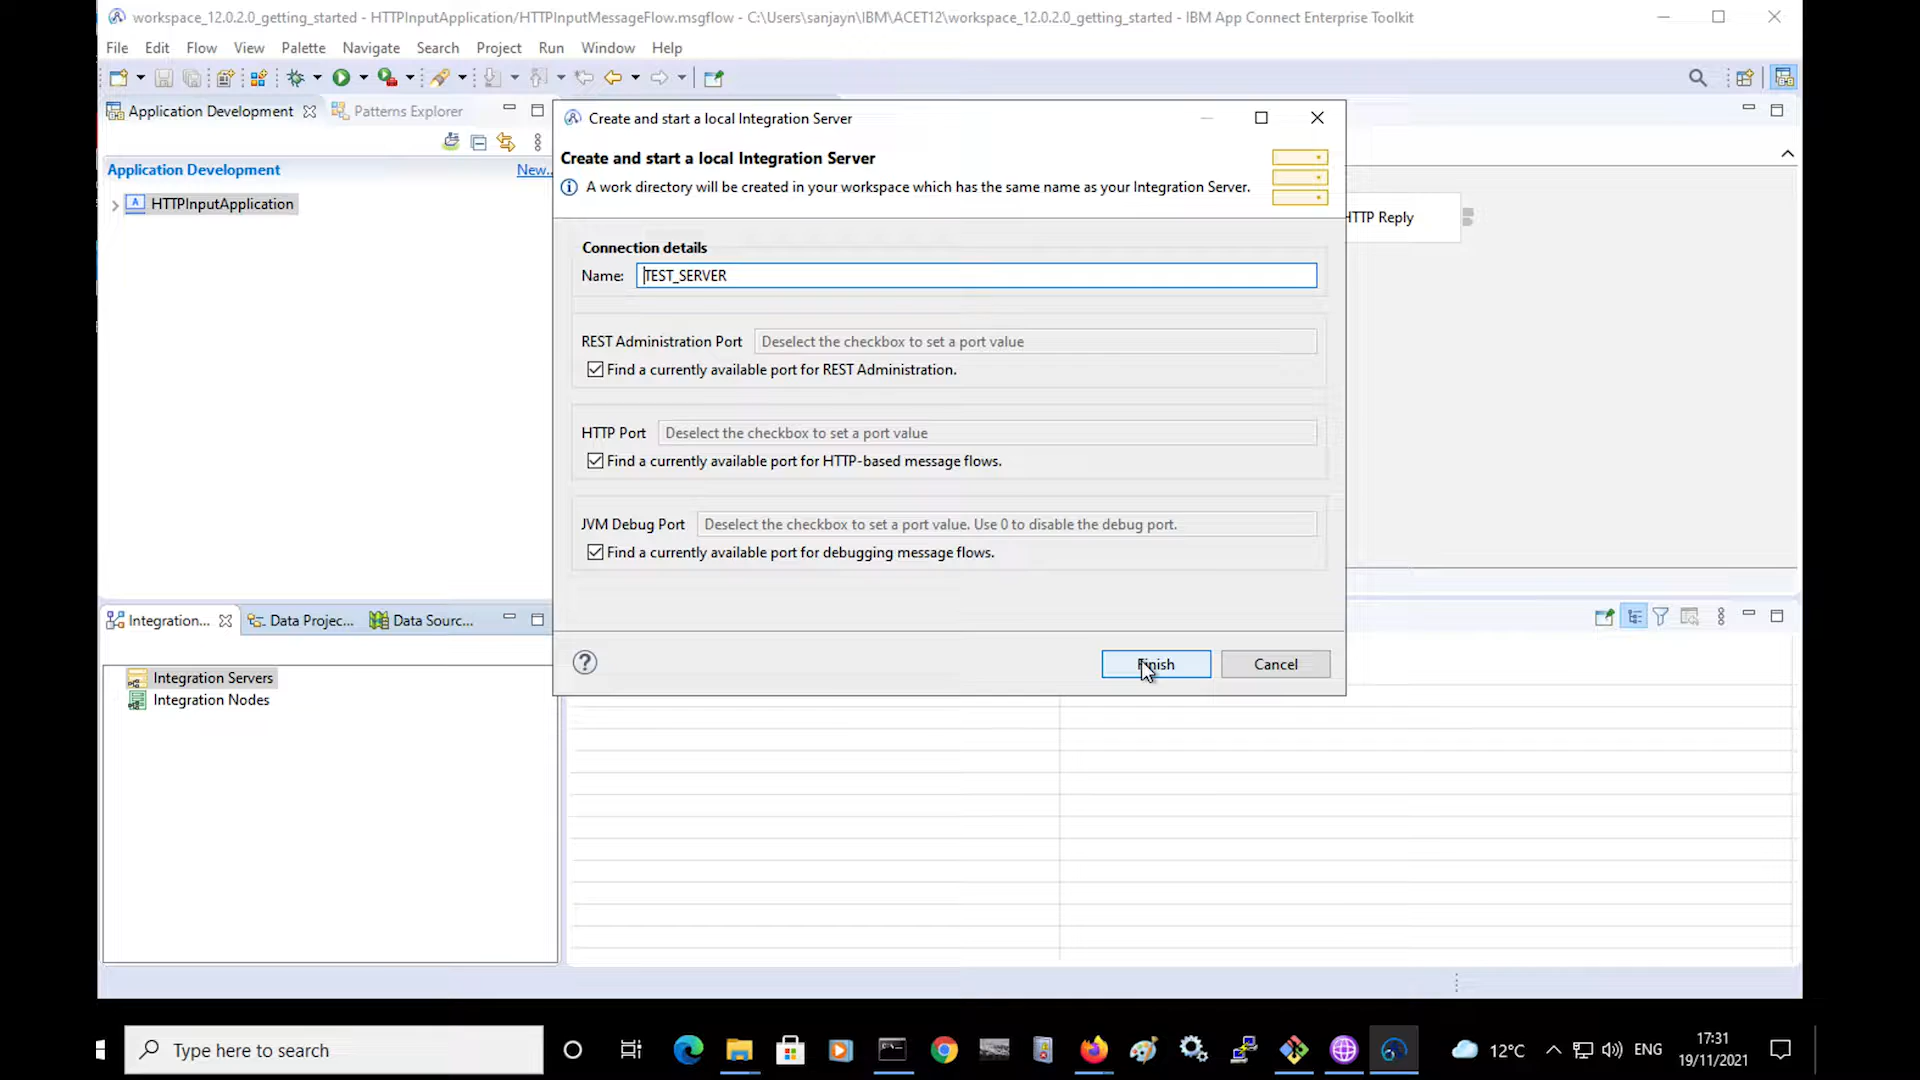 workspace_12.0.2.0_getting_started - HTTPInputApplication/HTTPInputMessageFlow.msgflow - C:\Users\sanjayn\IBM\ACET12\workspace_12.0.2.0_getting_started - IBM App Connect Enterprise Toolkit
File Edit Flow View Palette Navigate Search Project Run Window Help
Application Development Patterns Explorer
Application Development New...
HTTPInputApplication
Create and start a local Integration Server
Create and start a local Integration Server
A work directory will be created in your workspace which has the same name as your Integration Server.
Connection details
Name: TEST_SERVER
REST Administration Port Deselect the checkbox to set a port value
Find a currently available port for REST Administration.
HTTP Port Deselect the checkbox to set a port value
Find a currently available port for HTTP-based message flows.
JVM Debug Port Deselect the checkbox to set a port value. Use 0 to disable the debug port.
Find a currently available port for debugging message flows.
Finish Cancel
HTTP Reply
Integration... Data Projec... Data Sourc...
Integration Servers
Integration Nodes
Type here to search
12°C ENG 17:31
19/11/2021